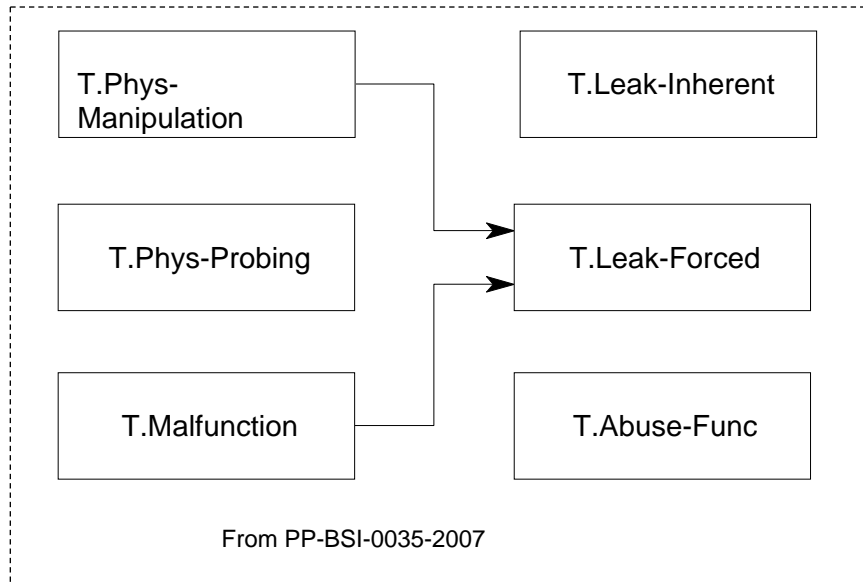 T.Phys-
Manipulation
T.Leak-Inherent
T.Phys-Probing
T.Leak-Forced
T.Malfunction
T.Abuse-Func
From PP-BSI-0035-2007